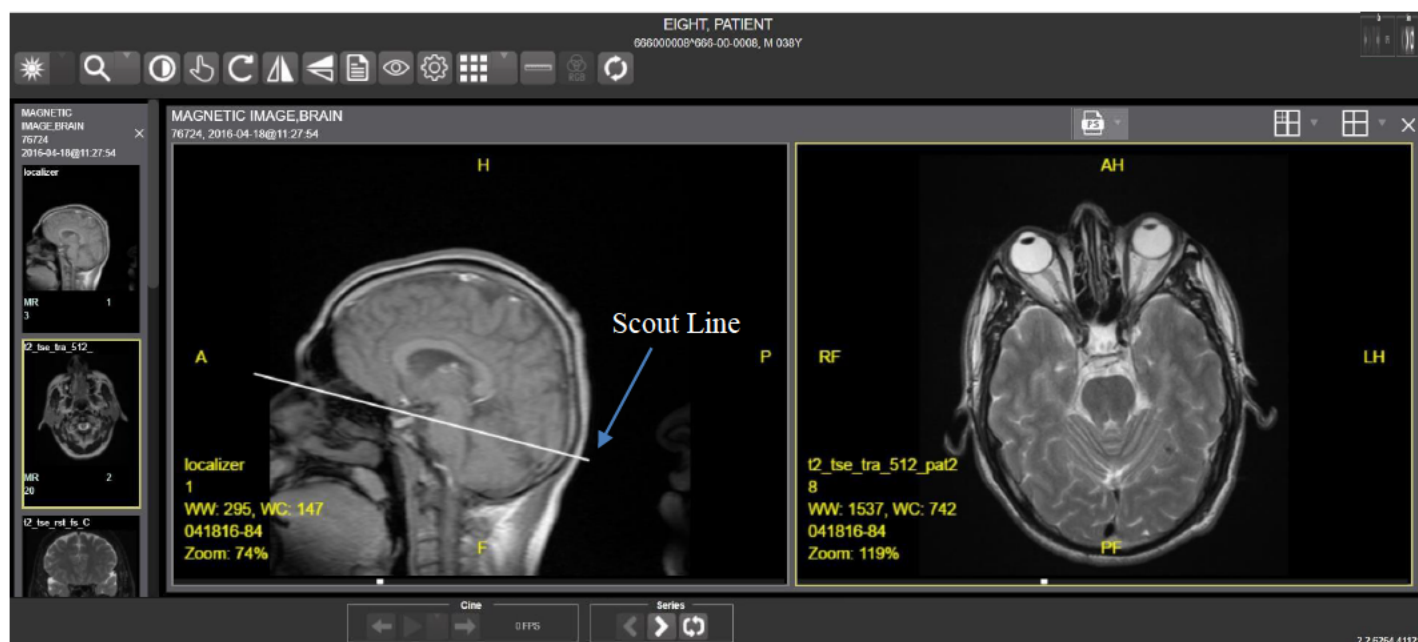 EIGHT, PATIENT
666000008^666-00-0008, M 038Y
RGB
MAGNETIC
IMAGE,BRAIN
76724
2016-04-18@11:27:54
localizer
MR 1
3
t2_tse_tra_512_
MR 2
20
t2_tse_rst_fs_C
MAGNETIC IMAGE,BRAIN
76724, 2016-04-18@11:27:54
PS
H
A
P
Scout Line
localizer
1
WW: 295, WC: 147
041816-84
Zoom: 74%
F
AH
RF
LH
t2_tse_tra_512_pat2
8
WW: 1537, WC: 742
041816-84
Zoom: 119%
PF
Cine
0 FPS
Series